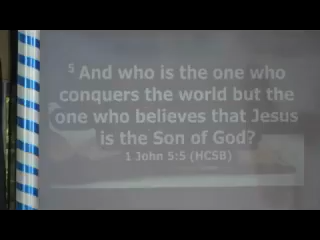 5 And who is the one who
conquers the world but the
one who believes that Jesus
is the Son of God?
1 John 5:5 (HCSB)